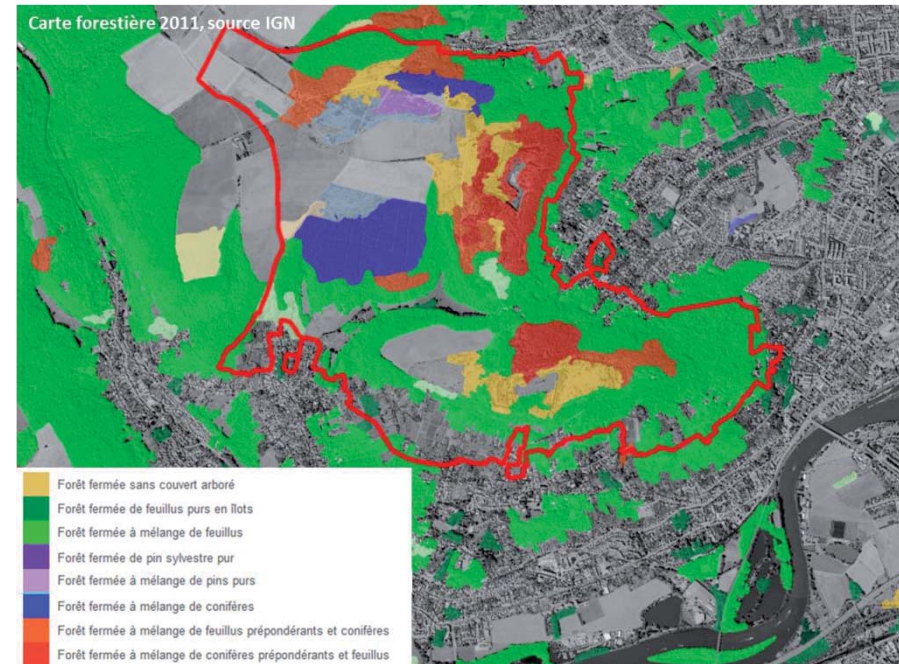 Carte forestière 2011, source IGN
Forêt fermée sans couvert arboré
Forêt fermée de feuillus purs en îlots
Forêt fermée à mélange de feuillus
Forêt fermée de pin sylvestre pur
Forêt fermée à mélange de pins purs
Forêt fermée à mélange de conifères
Forêt fermée à mélange de feuillus prépondérants et conifères
Forêt fermée à mélange de conifères prépondérants et feuillus